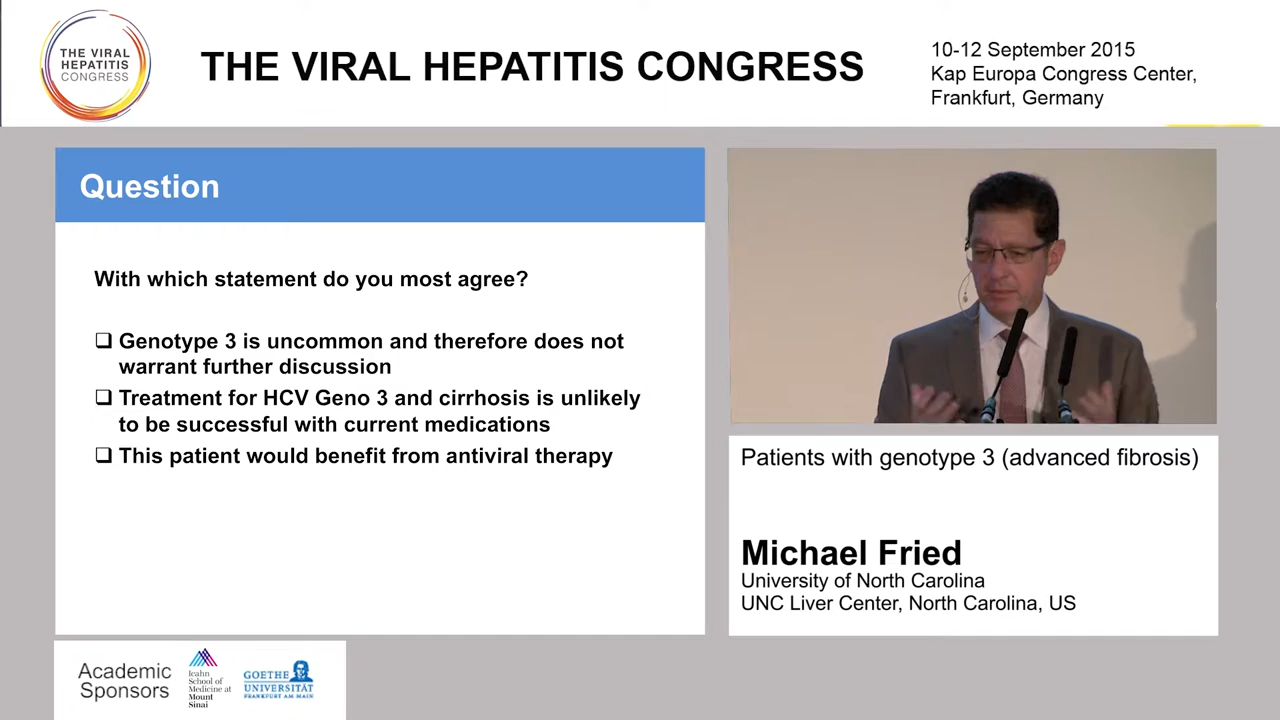 THE VIRAL
HEPATITIS
CONGRESS
THE VIRAL HEPATITIS CONGRESS
10-12 September 2015
Kap Europa Congress Center,
Frankfurt, Germany
Question
With which statement do you most agree?
❑ Genotype 3 is uncommon and therefore does not
warrant further discussion
❑ Treatment for HCV Geno 3 and cirrhosis is unlikely
to be successful with current medications
❑ This patient would benefit from antiviral therapy
Patients with genotype 3 (advanced fibrosis)
Michael Fried
University of North Carolina
UNC Liver Center, North Carolina, US
Academic
Sponsors
Icahn
School of
Medicine at
Mount
Sinai
GOETHE
UNIVERSITÄT
FRANKFURT AM MAIN